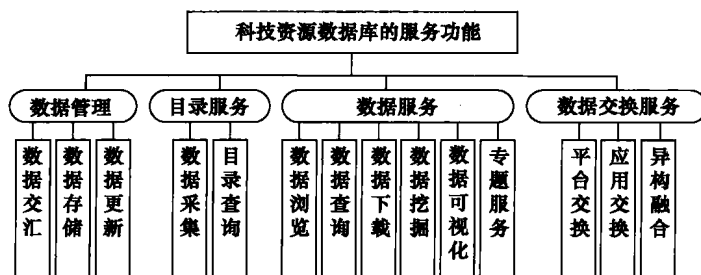 科技资源数据库的服务功能
数据管理
目录服务
数据服务
数据交换服务
数据交汇
数据存储
数据更新
数据采集
目录查询
数据浏览
数据查询
数据下载
数据挖掘
数据可视化
专题服务
平台交换
应用交换
异构融合